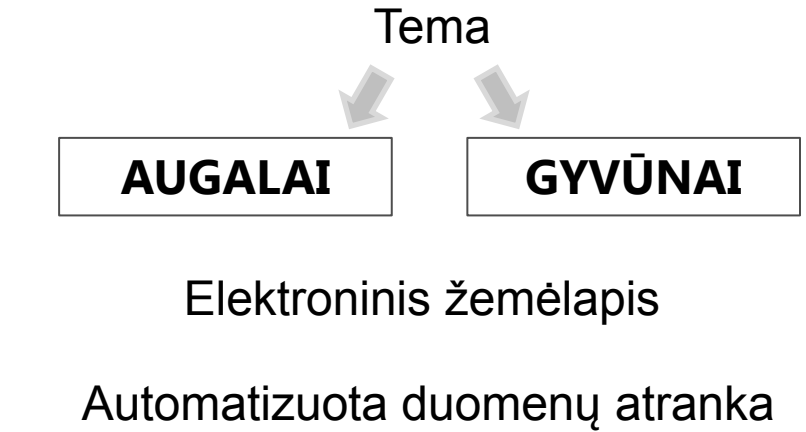 Tema
AUGALAI
GYVŪNAI
Elektroninis žemėlapis
Automatizuota duomenų atranka